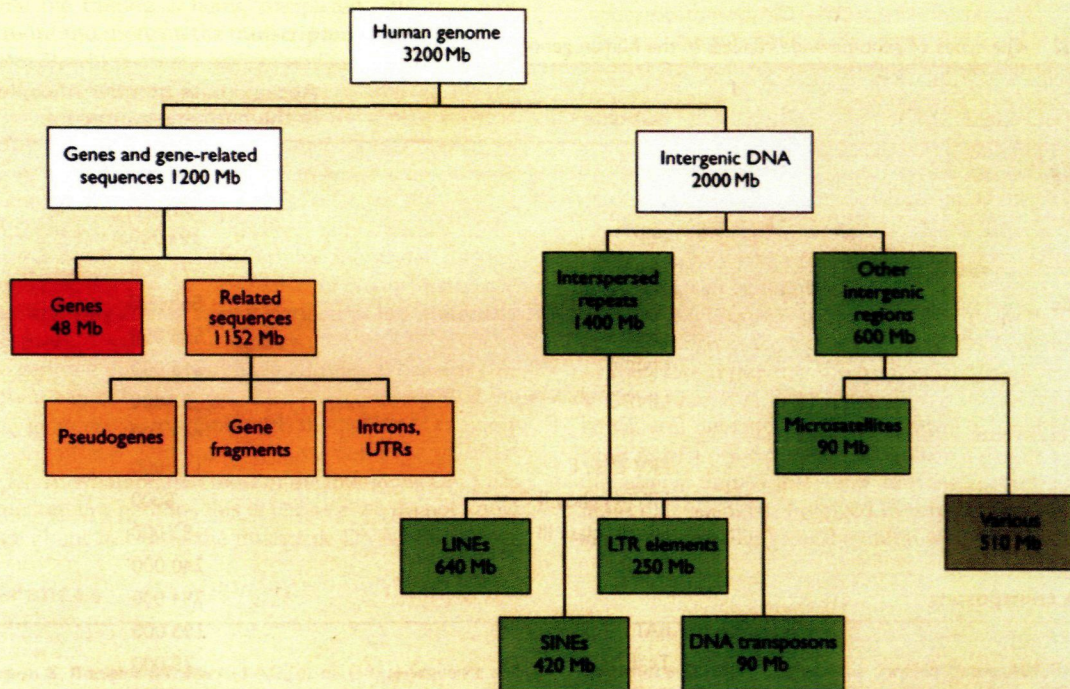 Human genome
3200 Mb
Genes and gene-related
sequences 1200 Mb
Intergenic DNA
2000 Mb
Genes
48 Mb
Related
sequences
1152 Mb
Interspersed
repeats
1400 Mb
Other
intergenic
regions
600 Mb
Pseudogenes
Gene
fragments
Introns,
UTRs
Microsatellites
90 Mb
Various
510 Mb
LINEs
640 Mb
LTR elements
250 Mb
SINEs
420 Mb
DNA transposons
90 Mb